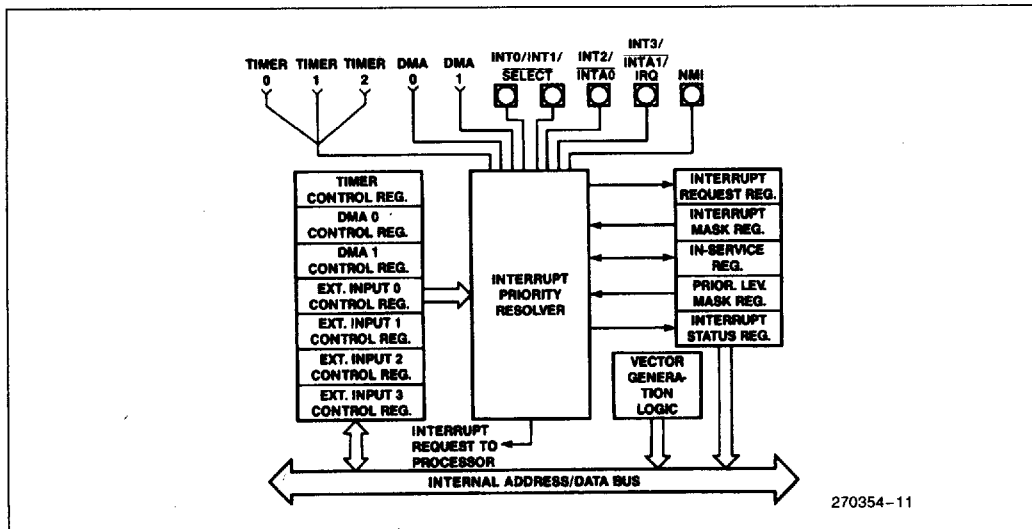 TIMER TIMER TIMER DMA DMA INT0/INT1/ INT2/ INT3/
0 1 2 0 1 SELECT INTA0 INTA1/
IRQ NMI
TIMER
CONTROL REG.
DMA 0
CONTROL REG.
DMA 1
CONTROL REG.
EXT. INPUT 0
CONTROL REG.
EXT. INPUT 1
CONTROL REG.
EXT. INPUT 2
CONTROL REG.
EXT. INPUT 3
CONTROL REG.
INTERRUPT
PRIORITY
RESOLVER
INTERRUPT
REQUEST REG.
INTERRUPT
MASK REG.
IN-SERVICE
REG.
PRIOR. LEV.
MASK REG.
INTERRUPT
STATUS REG.
VECTOR
GENERA-
TION
LOGIC
INTERRUPT
REQUEST TO
PROCESSOR
INTERNAL ADDRESS/DATA BUS
270354-11